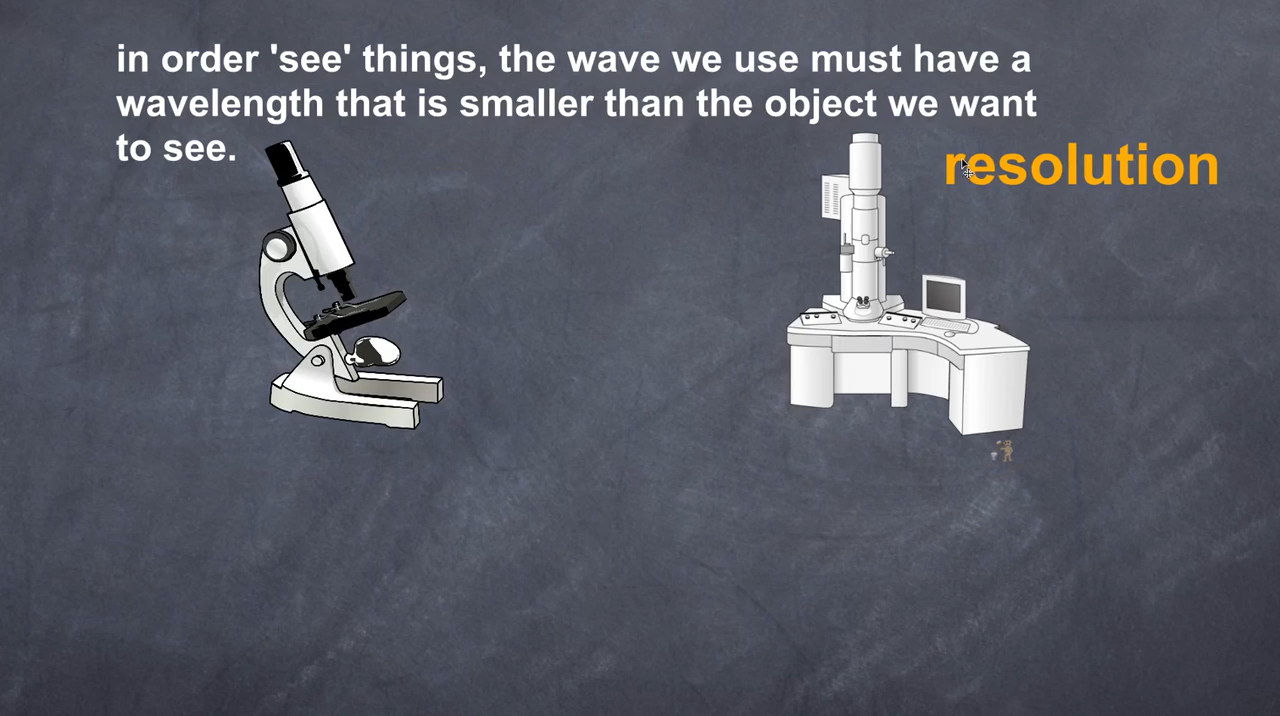 in order 'see' things, the wave we use must have a
wavelength that is smaller than the object we want
to see.
resolution